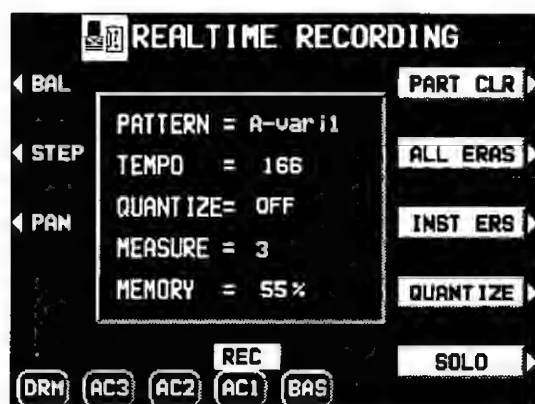 REALTIME RECORDING
BAL
PART CLR
PATTERN = A-vari1
STEP
TEMPO = 166
ALL ERAS
QUANTIZE= OFF
PAN
INST ERS
MEASURE = 3
MEMORY = 55%
QUANTIZE
REC
SOLO
DRM AC3 AC2 AC1 BAS